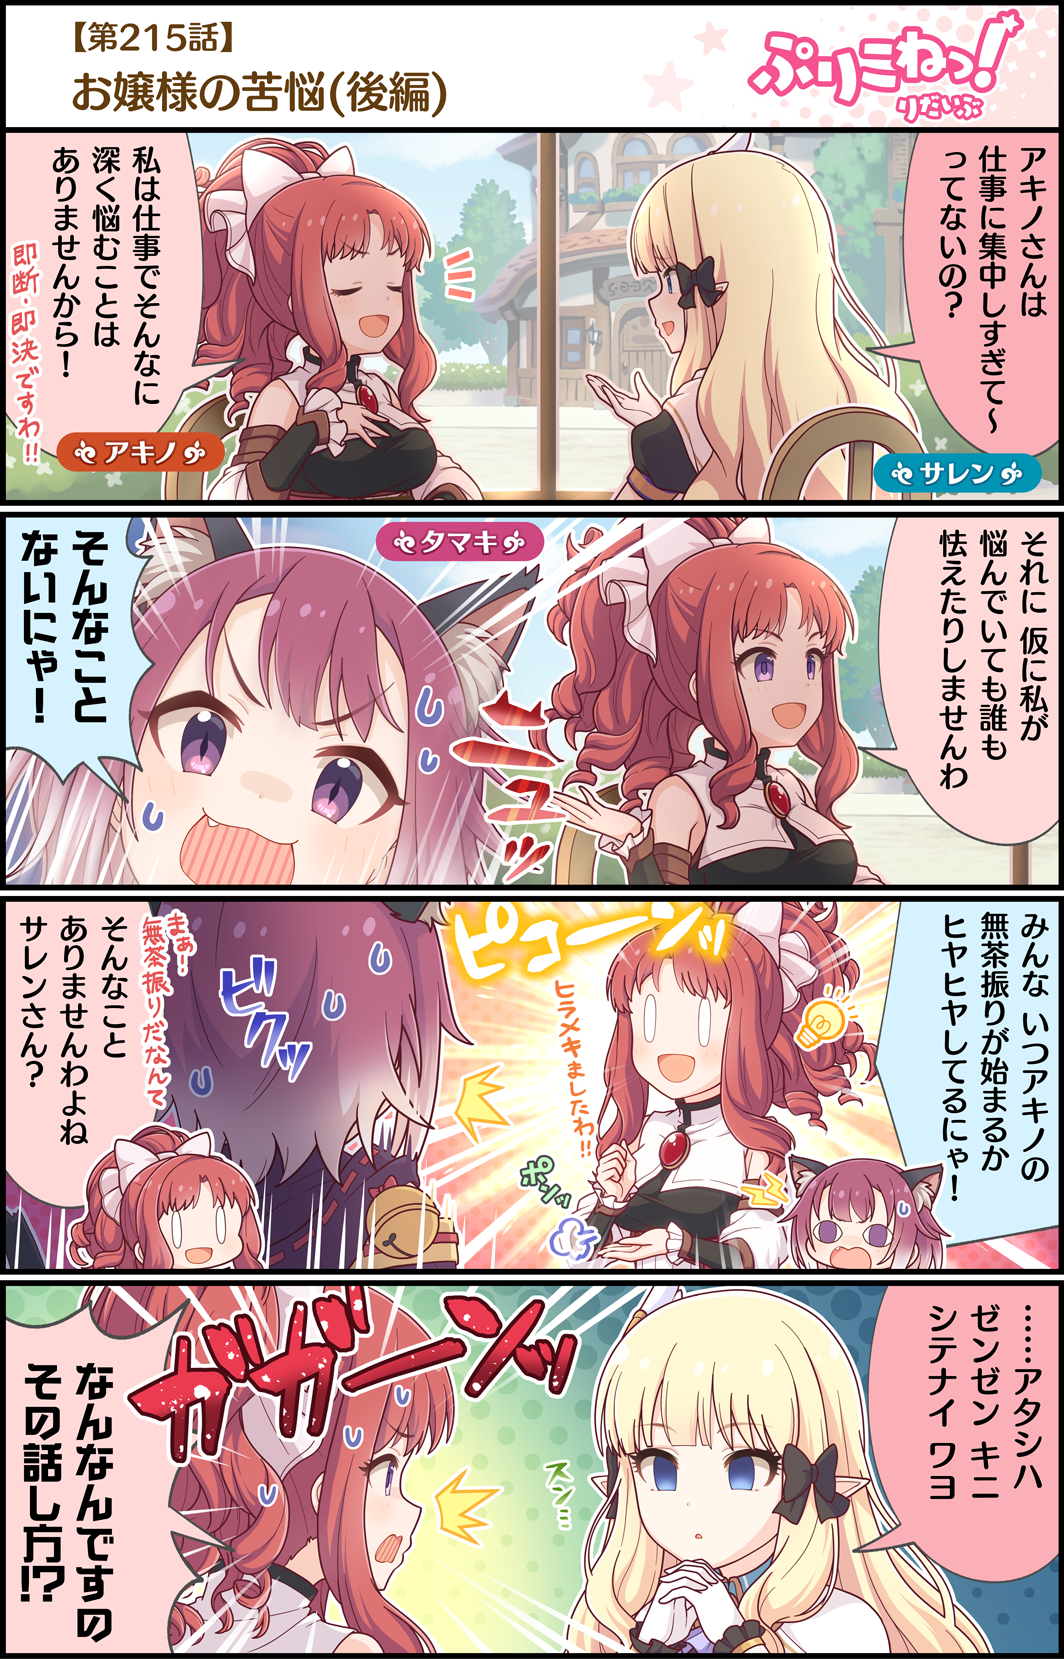 【第215話】
お嬢様の苦悩(後編)
ぷりこねっ!
りだいぶ
アキノさんは
仕事に集中しすぎて〜
ってないの?
サレン
私は仕事でそんなに
深く悩むことは
ありませんから!
即断・即決ですわ!!
アキノ
それに 仮に私が
悩んでいても誰も
怯えたりしませんわ
ニュッ
タマキ
そんなこと
ないにゃ!
みんな いつアキノの
無茶振りが始まるか
ヒヤヒヤしてるにゃ!
ピコーンッ
ヒラメキましたわ!!
ポンッ
ビクッ
まぁ…
無茶振りだなんて
そんなこと
ありませんわよね
サレンさん?
……アタシハ
ゼンゼン キニ
シテナイ ワヨ
スン…
ガガーンッ
なんなんですの
その話し方!?